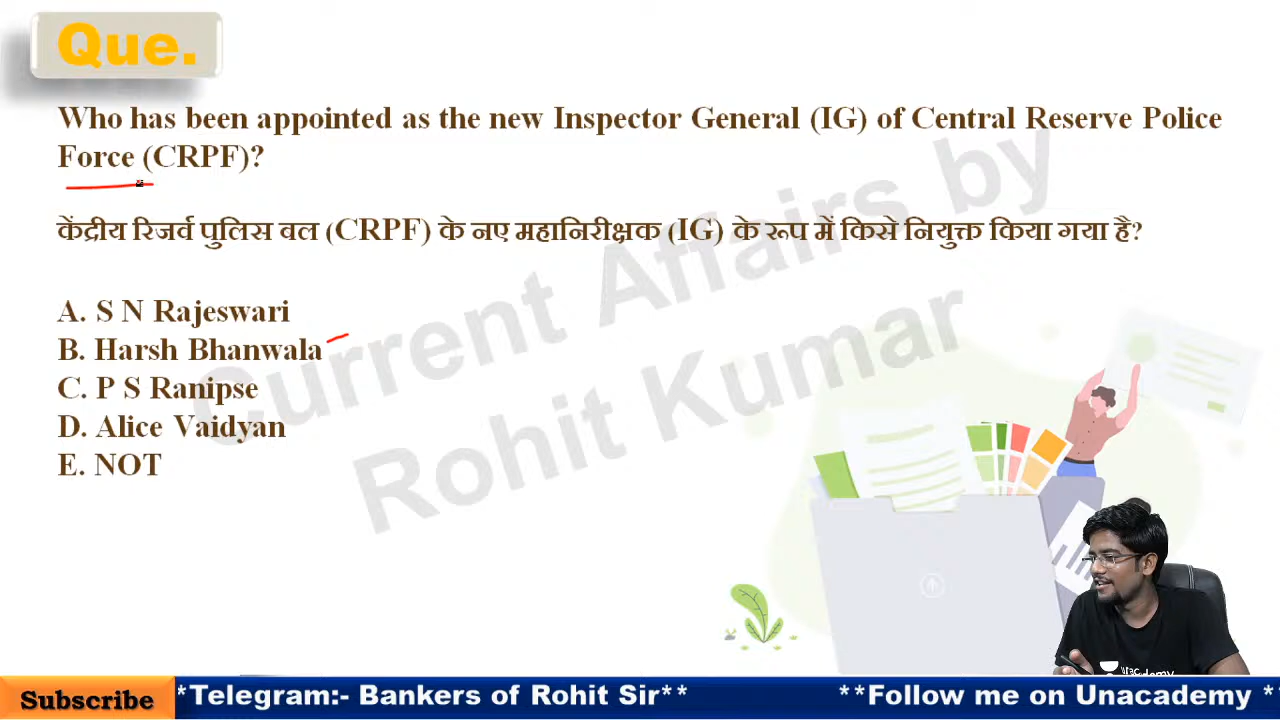 Que.
Who has been appointed as the new Inspector General (IG) of Central Reserve Police
Force (CRPF)?
केंद्रीय रिजर्व पुलिस बल (CRPF) के नए महानिरीक्षक (IG) के रूप में किसे नियुक्त किया गया है?
A. S N Rajeswari
B. Harsh Bhanwala
C. P S Ranipse
D. Alice Vaidyan
E. NOT
Current Affairs by
Rohit Kumar
unacademy
Subscribe
*Telegram:- Bankers of Rohit Sir** **Follow me on Unacademy *